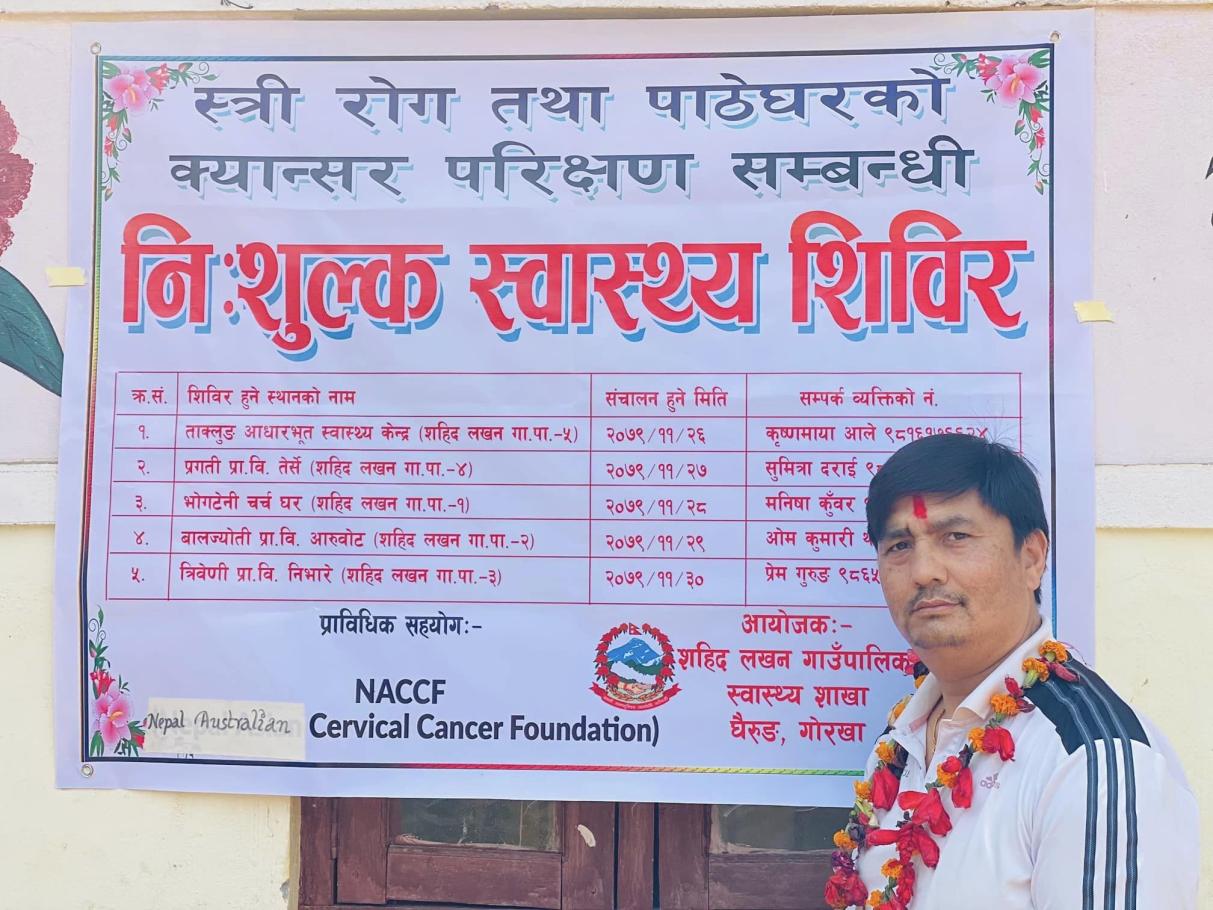 स्त्री रोग तथा पाठेघरको
क्यान्सर परिक्षण सम्बन्धी
निःशुल्क स्वास्थ्य शिविर
क्र.सं. शिविर हुने स्थानको नाम संचालन हुने मिति सम्पर्क व्यक्तिको नं.
१. ताक्लुङ आधारभूत स्वास्थ्य केन्द्र (शहिद लखन गा.पा.-५) २०७९/११/२६ कृष्णमाया आले
२. प्रगती प्रा.वि. तेर्से (शहिद लखन गा.पा.-४) २०७९/११/२७ सुमित्रा दराई
३. भोगटेनी चर्च घर (शहिद लखन गा.पा.-१) २०७९/११/२८ मनिषा कुँवर
४. बालज्योती प्रा.वि. आरुवोट (शहिद लखन गा.पा.-२) २०७९/११/२९ ओम कुमारी
५. त्रिवेणी प्रा.वि. निभारे (शहिद लखन गा.पा.-३) २०७९/११/३० प्रेम गुरुङ
प्राविधिक सहयोगः-
NACCF
Nepal Australian Cervical Cancer Foundation)
आयोजकः-
शहिद लखन गाउँपालिक
स्वास्थ्य शाखा
घैरुङ, गोरखा
adidas